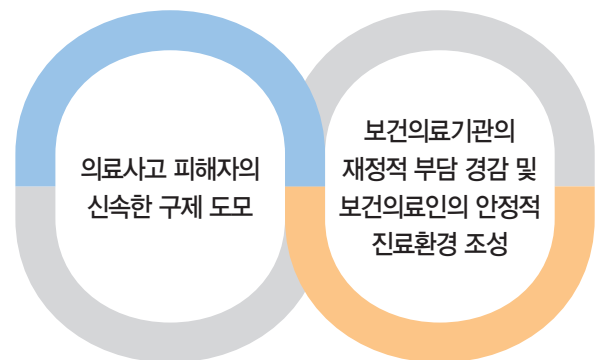 의료사고 피해자의
신속한 구제 도모
보건의료기관의
재정적 부담 경감 및
보건의료인의 안정적
진료환경 조성